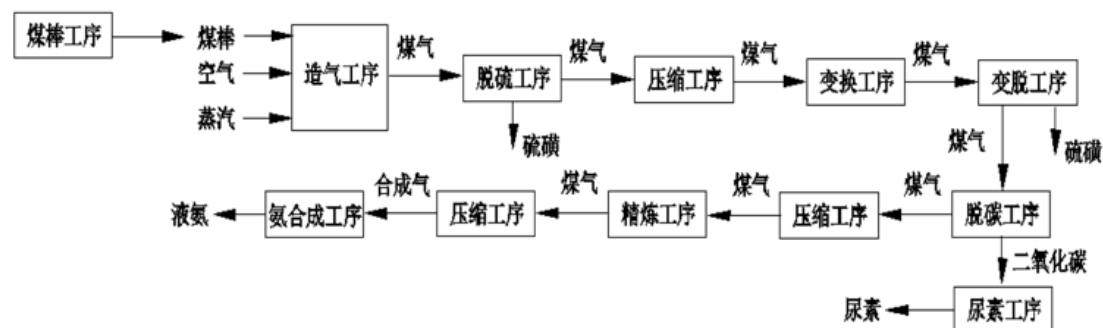 煤棒工序
煤棒
空气
蒸汽
造气工序
煤气
脱硫工序
硫磺
煤气
压缩工序
煤气
变换工序
煤气
变脱工序
硫磺
煤气
脱碳工序
二氧化碳
尿素工序
尿素
煤气
压缩工序
煤气
精炼工序
煤气
压缩工序
合成气
氨合成工序
液氨